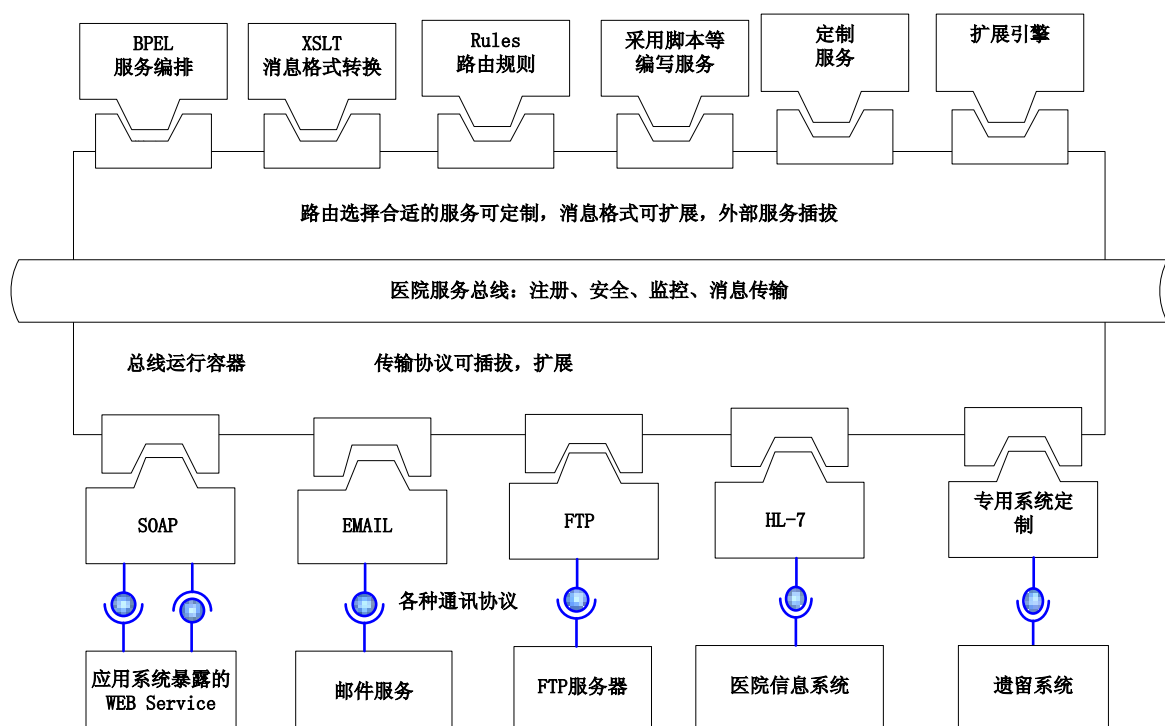 BPEL
服务编排
XSLT
消息格式转换
Rules
路由规则
采用脚本等
编写服务
定制
服务
扩展引擎
路由选择合适的服务可定制，消息格式可扩展，外部服务插拔
医院服务总线：注册、安全、监控、消息传输
总线运行容器
传输协议可插拔，扩展
SOAP
EMAIL
FTP
HL-7
专用系统定
制
各种通讯协议
应用系统暴露的
WEB Service
邮件服务
FTP服务器
医院信息系统
遗留系统